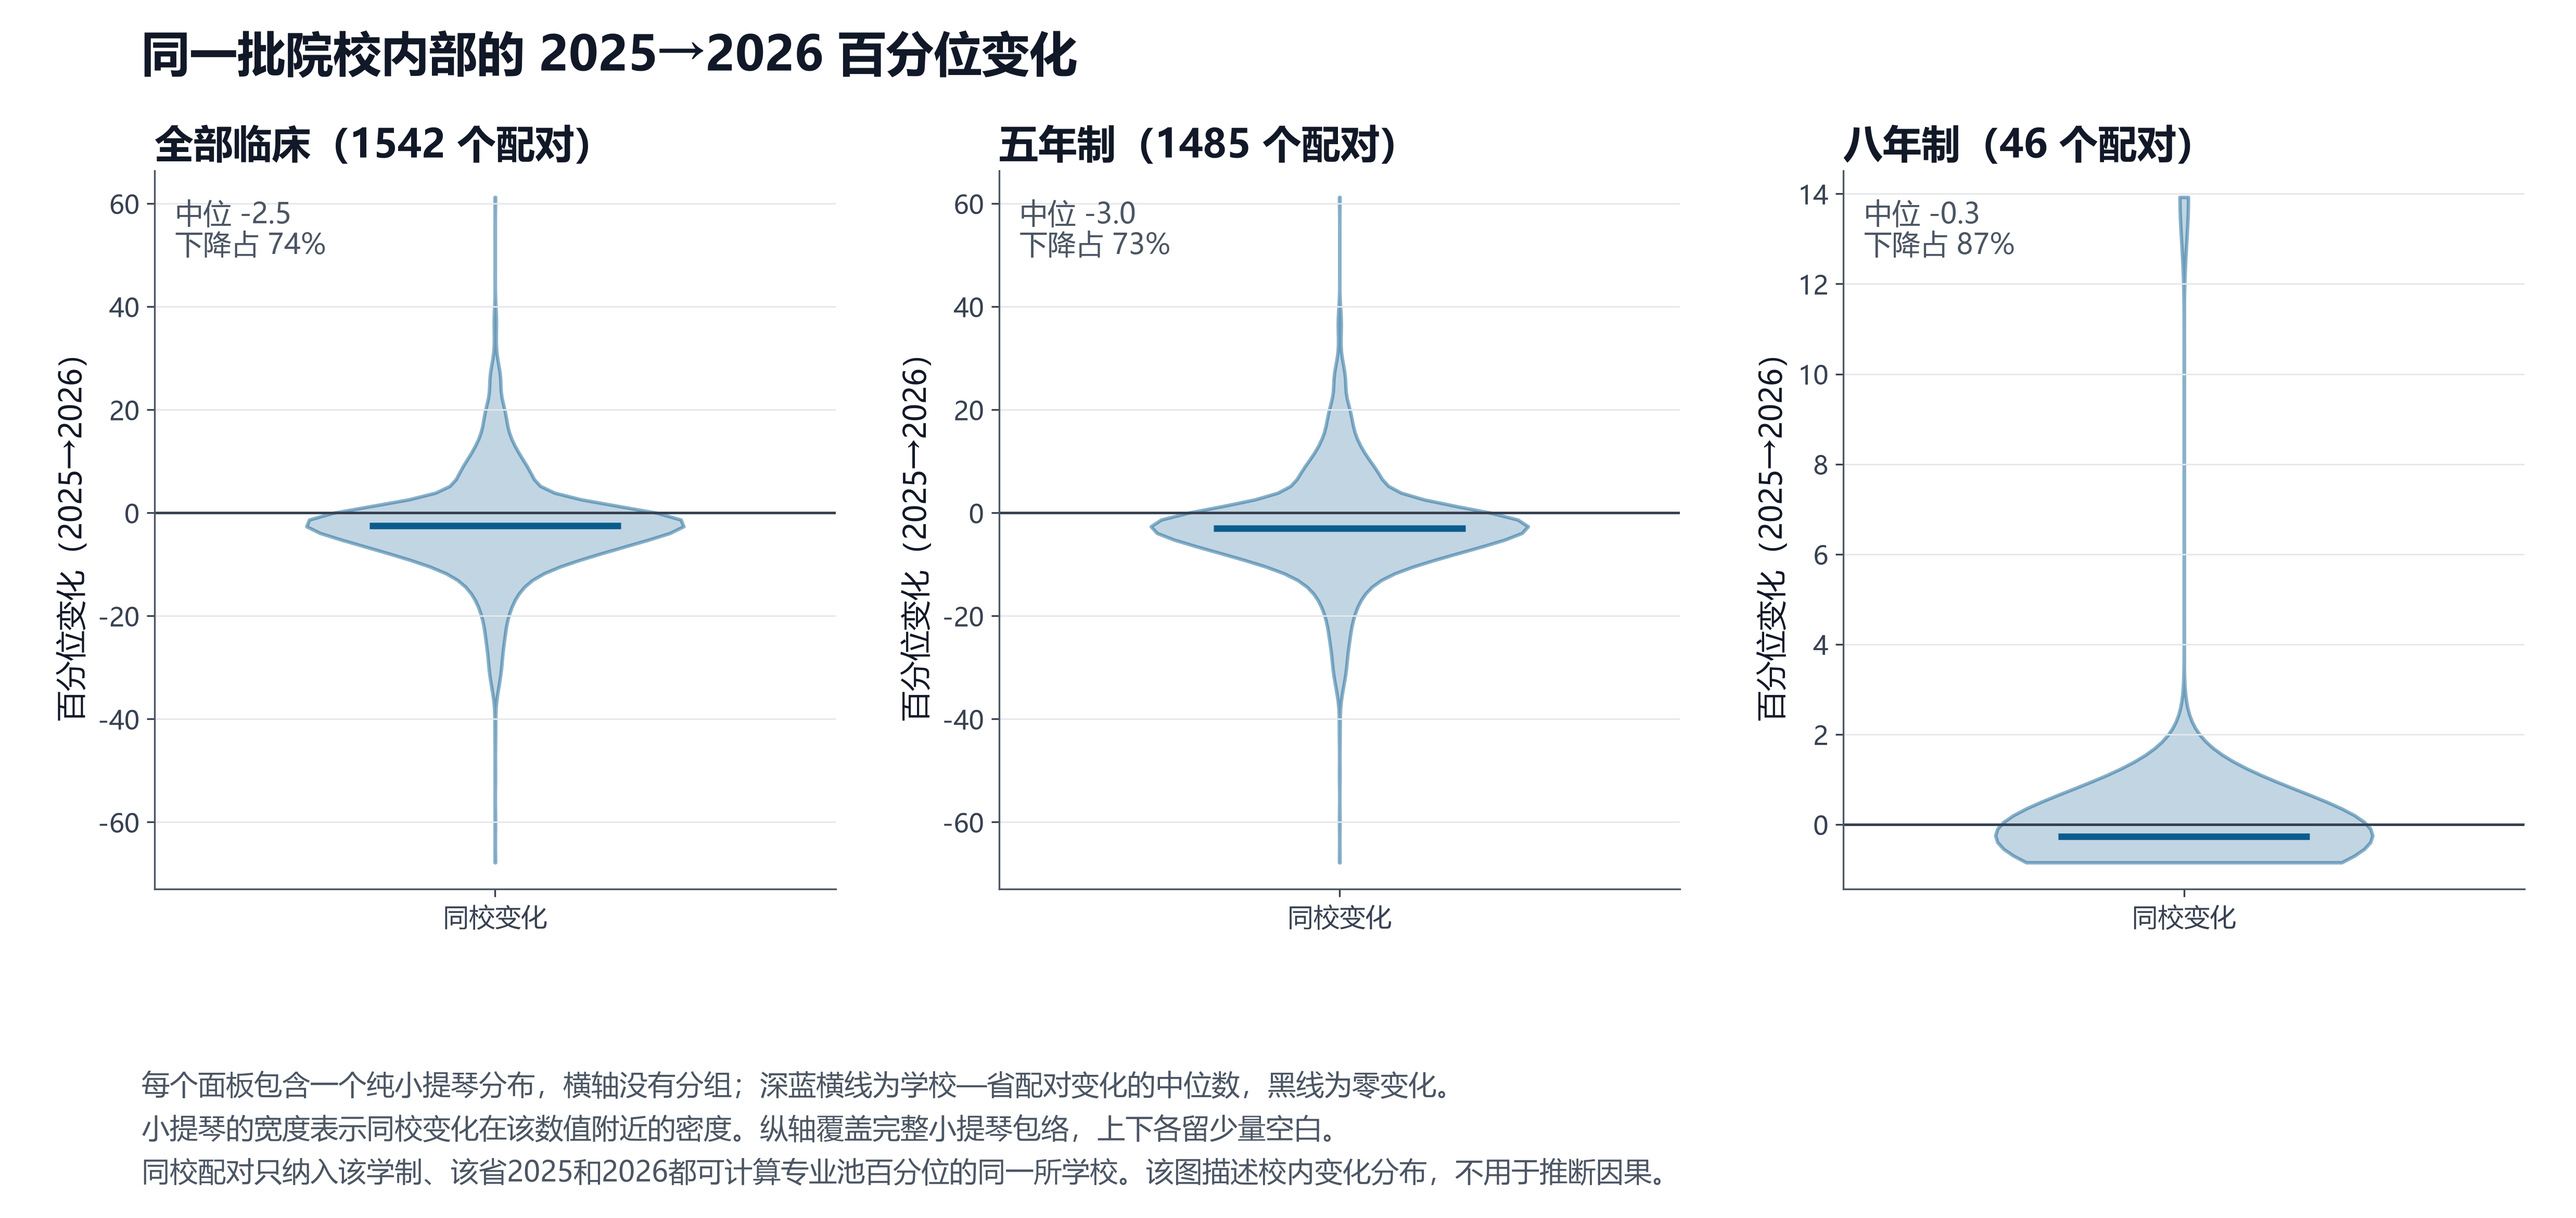 同一批院校内部的 2025→2026 百分位变化
全部临床（1542 个配对）
中位 -2.5
下降占 74%
60
40
20
0
-20
-40
-60
百分位变化（2025→2026）
同校变化
五年制（1485 个配对）
中位 -3.0
下降占 73%
60
40
20
0
-20
-40
-60
百分位变化（2025→2026）
同校变化
八年制（46 个配对）
中位 -0.3
下降占 87%
14
12
10
8
6
4
2
0
百分位变化（2025→2026）
同校变化
每个面板包含一个纯小提琴分布，横轴没有分组；深蓝横线为学校—省配对变化的中位数，黑线为零变化。
小提琴的宽度表示同校变化在该数值附近的密度。纵轴覆盖完整小提琴包络，上下各留少量空白。
同校配对只纳入该学制、该省2025和2026都可计算专业池百分位的同一所学校。该图描述校内变化分布，不用于推断因果。